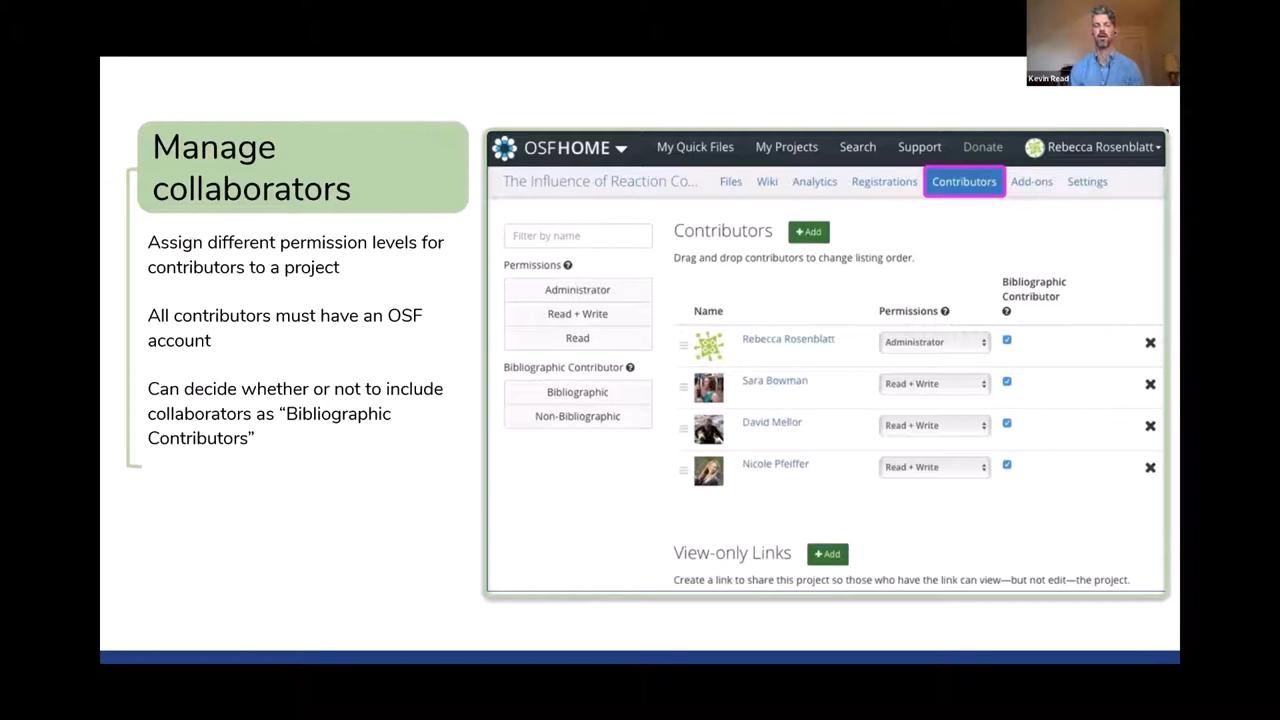 Kevin Read
Manage
collaborators
Assign different permission levels for
contributors to a project
All contributors must have an OSF
account
Can decide whether or not to include
collaborators as “Bibliographic
Contributors”
OSFHOME My Quick Files My Projects Search Support Donate Rebecca Rosenblatt
The Influence of Reaction Co... Files Wiki Analytics Registrations Contributors Add-ons Settings
Filter by name
Permissions
Administrator
Read + Write
Read
Bibliographic Contributor
Bibliographic
Non-Bibliographic
Contributors + Add
Drag and drop contributors to change listing order.
Bibliographic
Contributor
Name Permissions
Rebecca Rosenblatt Administrator
Sara Bowman Read + Write
David Mellor Read + Write
Nicole Pfeiffer Read + Write
View-only Links + Add
Create a link to share this project so those who have the link can view—but not edit—the project.